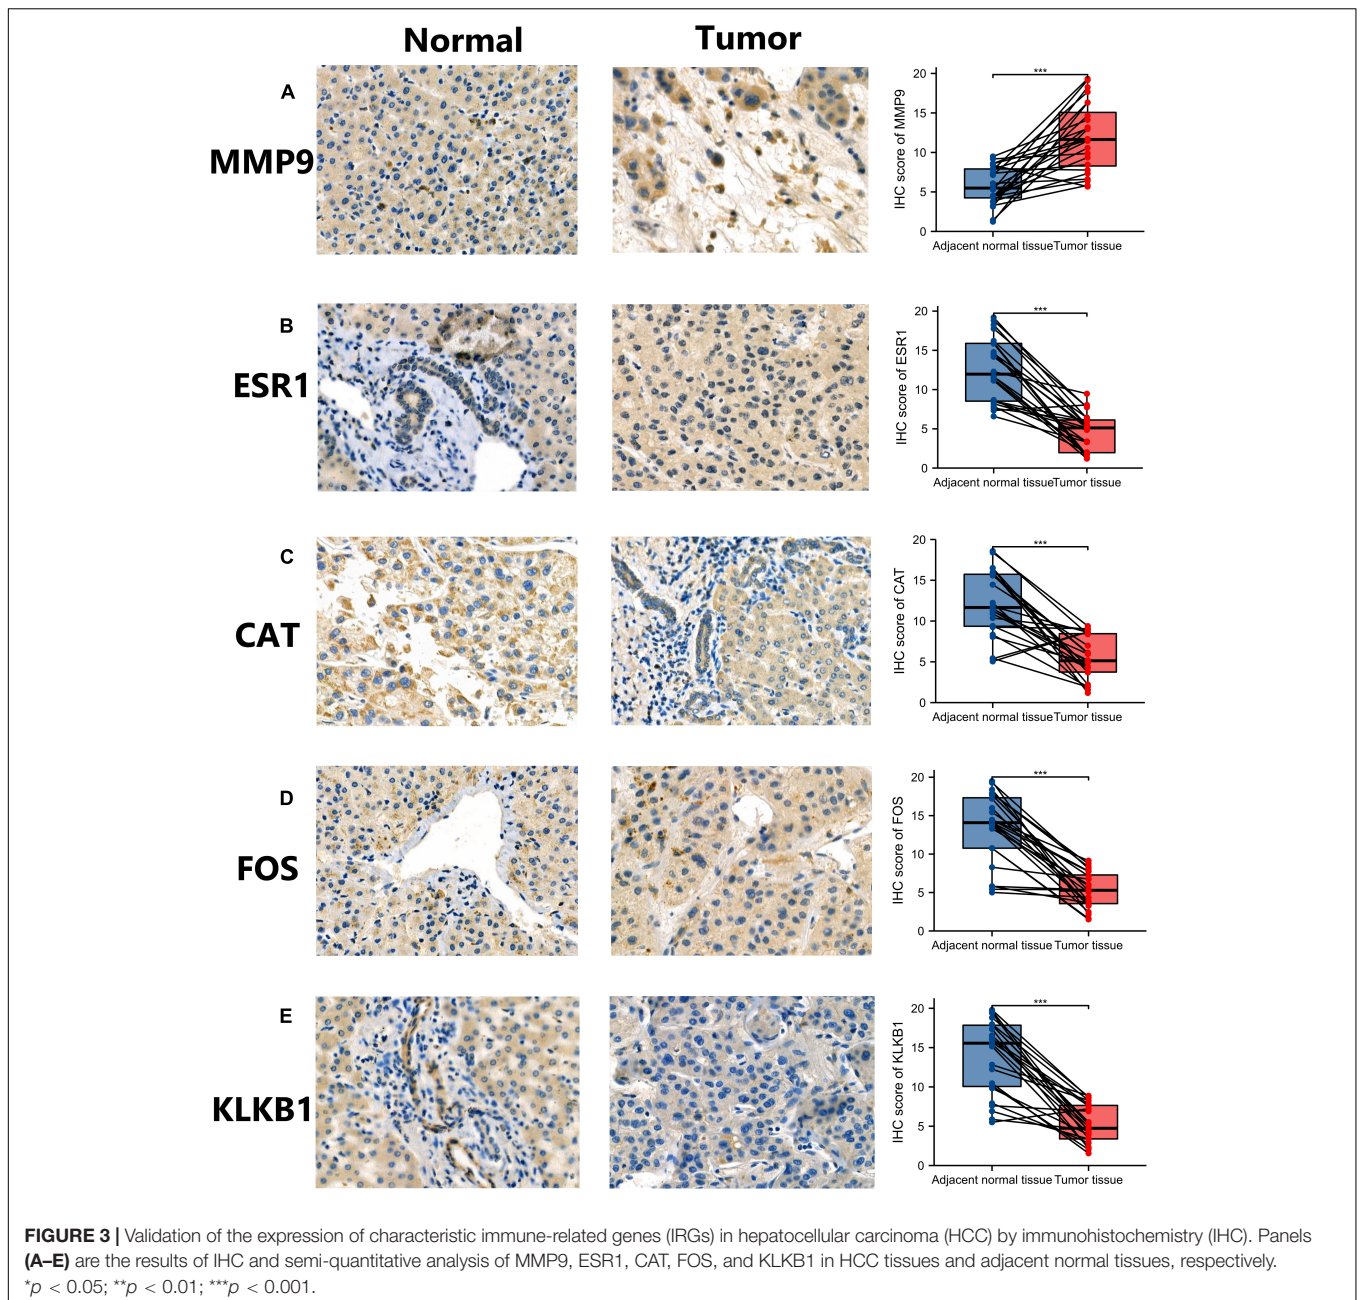 Normal
Tumor
A
MMP9
***
IHC score of MMP9
20
15
10
5
0
Adjacent normal tissue
Tumor tissue
B
ESR1
***
IHC score of ESR1
20
15
10
5
0
Adjacent normal tissue
Tumor tissue
C
CAT
***
IHC score of CAT
20
15
10
5
0
Adjacent normal tissue
Tumor tissue
D
FOS
***
IHC score of FOS
20
15
10
5
0
Adjacent normal tissue
Tumor tissue
E
KLKB1
***
IHC score of KLKB1
20
15
10
5
0
Adjacent normal tissue
Tumor tissue
FIGURE 3 | Validation of the expression of characteristic immune-related genes (IRGs) in hepatocellular carcinoma (HCC) by immunohistochemistry (IHC). Panels
(A–E) are the results of IHC and semi-quantitative analysis of MMP9, ESR1, CAT, FOS, and KLKB1 in HCC tissues and adjacent normal tissues, respectively.
*p < 0.05; **p < 0.01; ***p < 0.001.